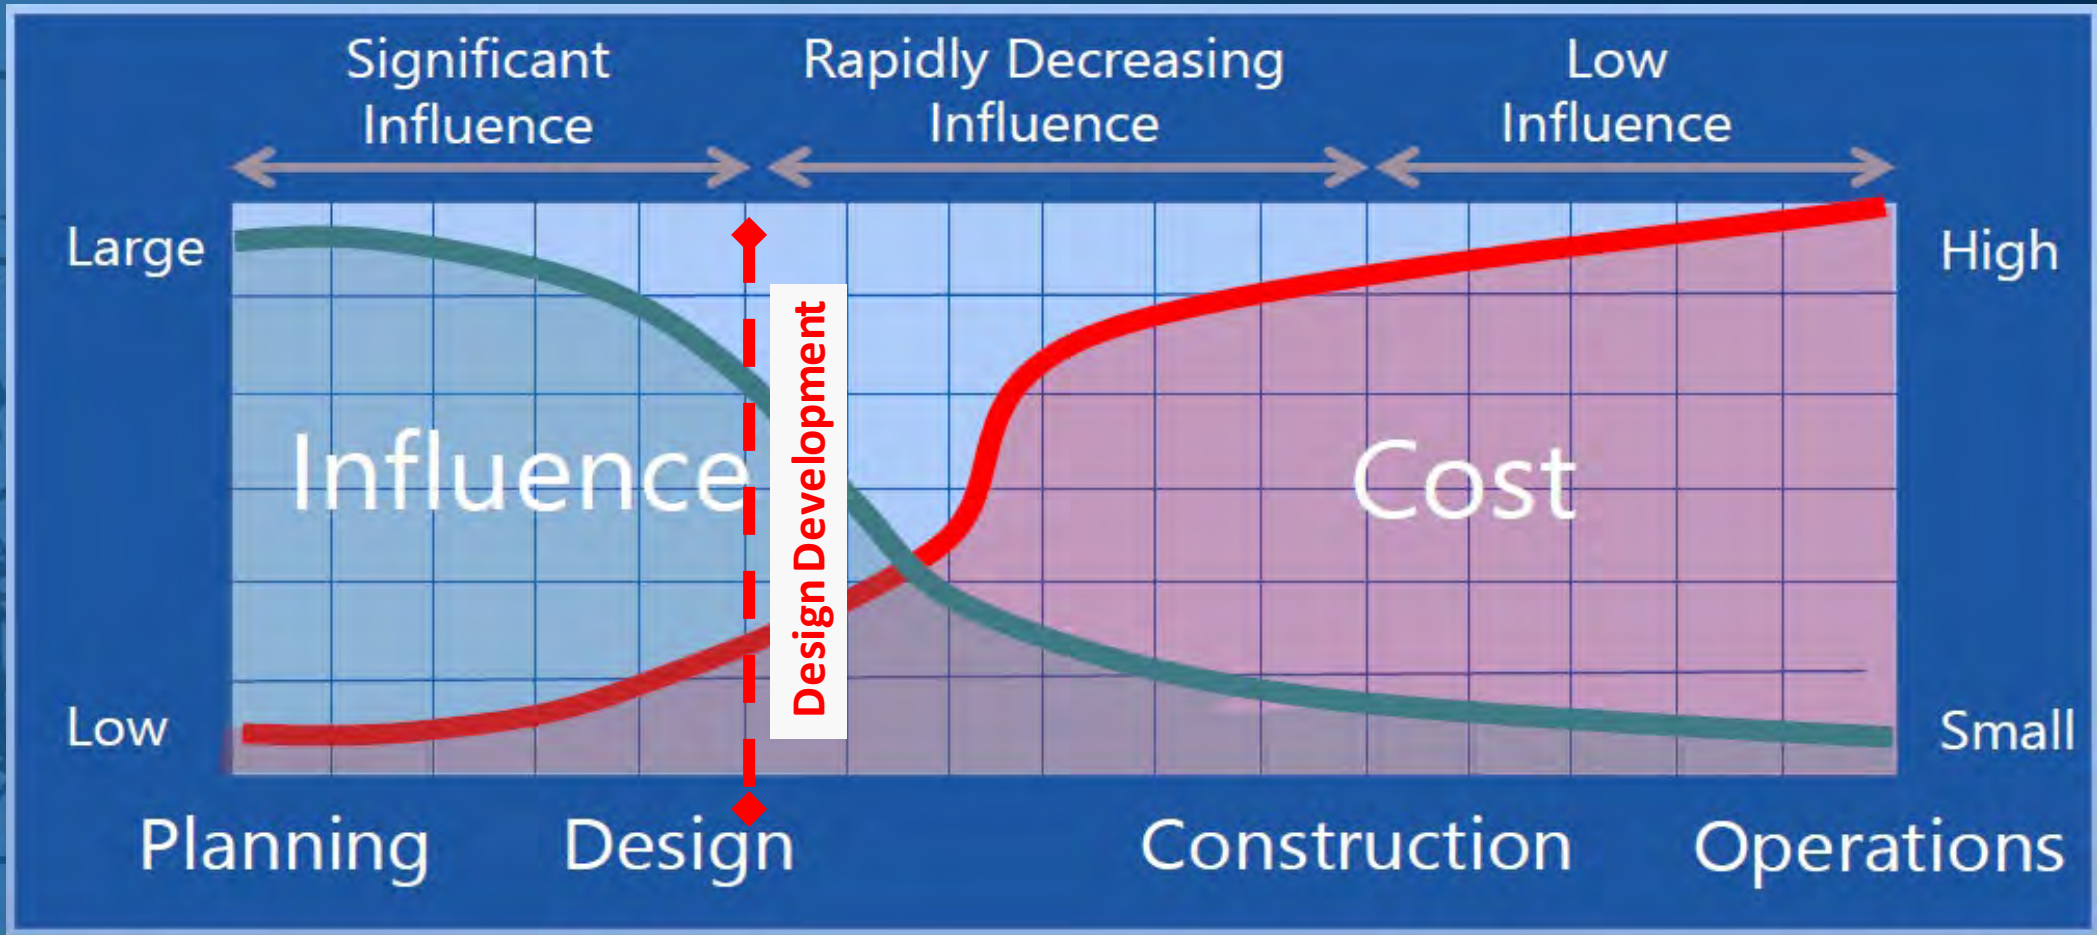 Significant
Influence
Rapidly Decreasing
Influence
Low
Influence
Large
High
Design Development
Influence
Cost
Low
Small
Planning
Design
Construction
Operations